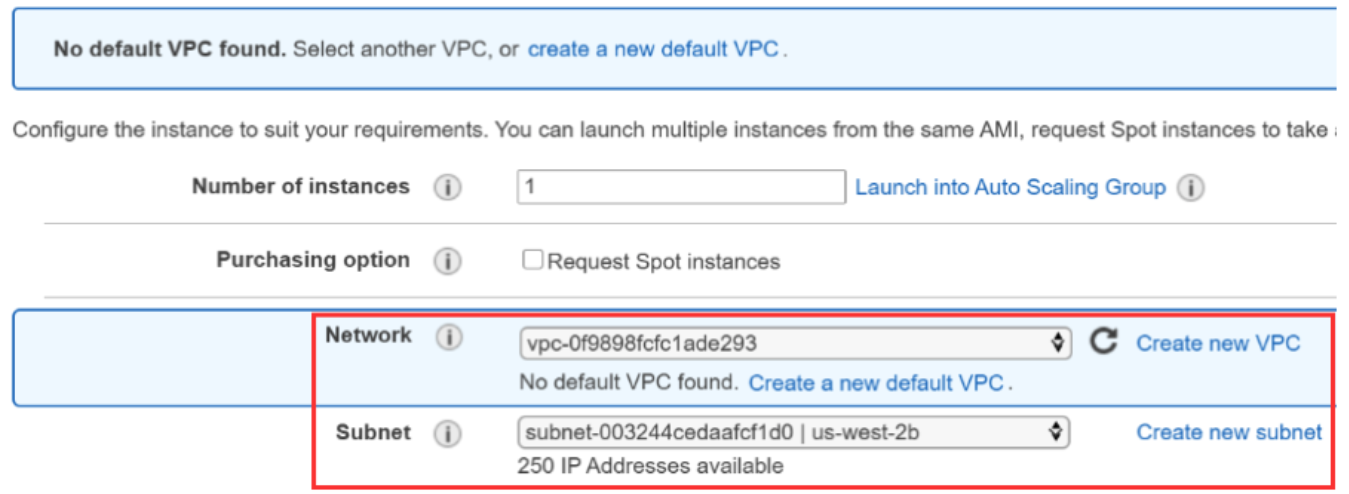 No default VPC found. Select another VPC, or create a new default VPC.
Configure the instance to suit your requirements. You can launch multiple instances from the same AMI, request Spot instances to take
Number of instances i 1 Launch into Auto Scaling Group i
Purchasing option i Request Spot instances
Network i vpc-0f9898fcfc1ade293 Create new VPC
No default VPC found. Create a new default VPC.
Subnet i subnet-003244cedaafcf1d0 | us-west-2b Create new subnet
250 IP Addresses available